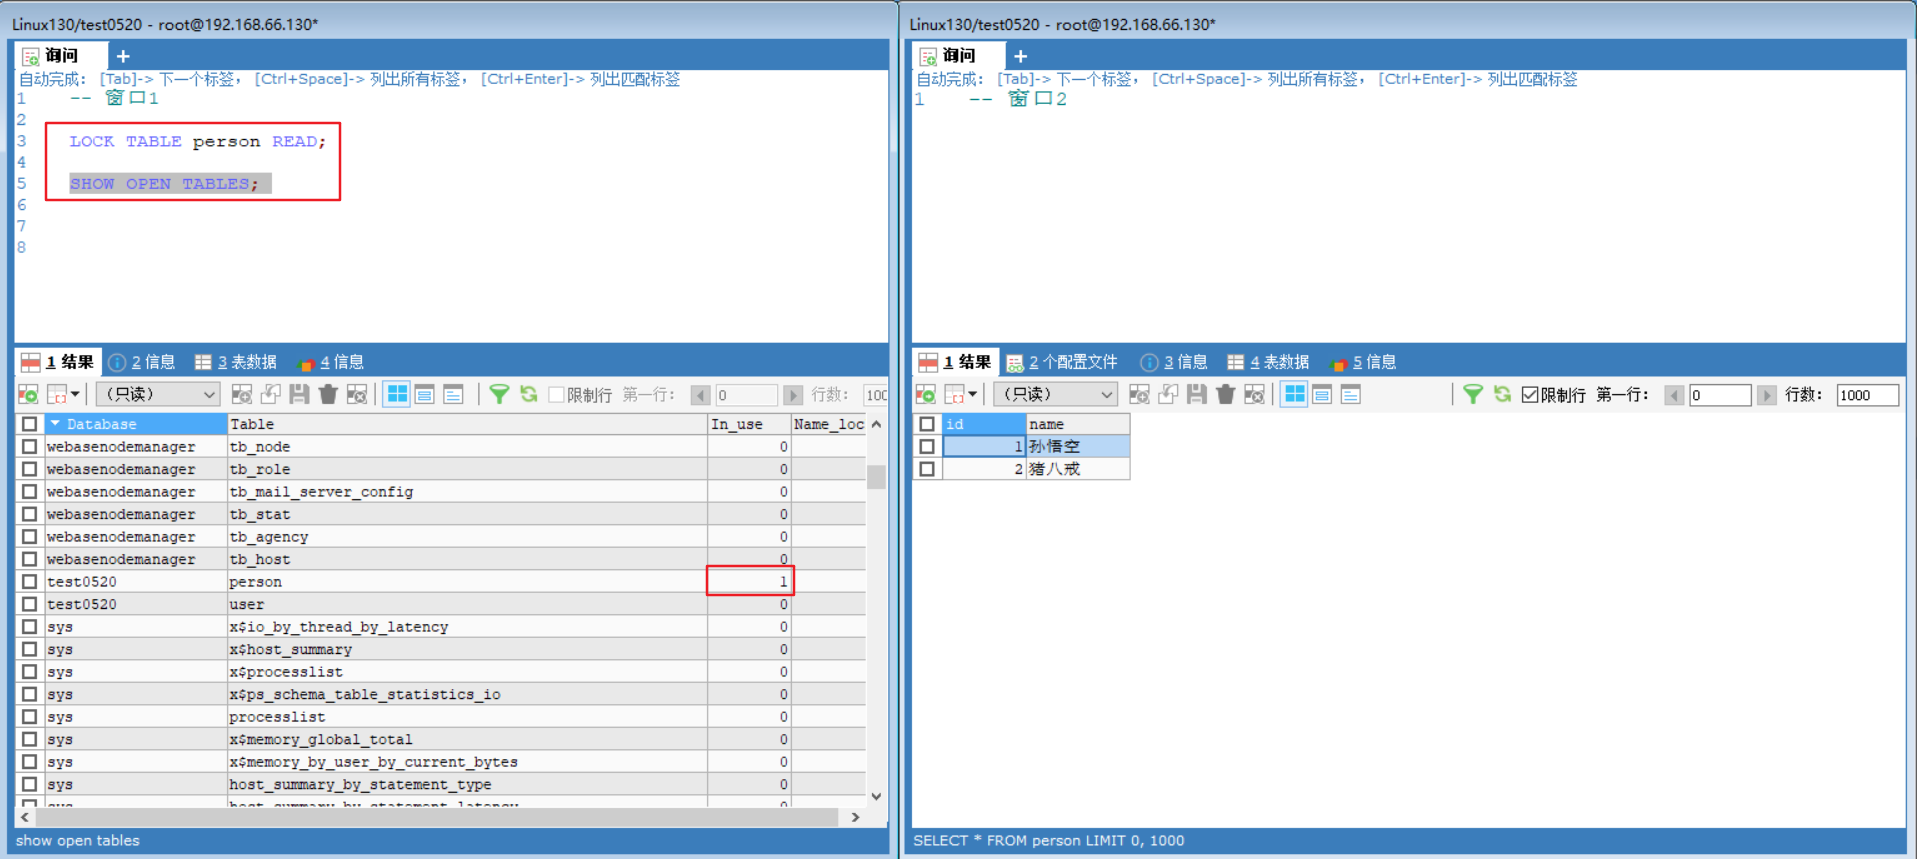 Linux130/test0520 - root@192.168.66.130*
询问 +
自动完成: [Tab]-> 下一个标签, [Ctrl+Space]-> 列出所有标签, [Ctrl+Enter]-> 列出匹配标签
1 -- 窗口1
2
3 LOCK TABLE person READ;
4
5 SHOW OPEN TABLES;
6
7
8
1 结果 2 信息 3 表数据 4 信息
(只读) 限制行 第一行: 0 行数: 100
Database Table In_use Name_loc
webasenodemanager tb_node 0
webasenodemanager tb_role 0
webasenodemanager tb_mail_server_config 0
webasenodemanager tb_stat 0
webasenodemanager tb_agency 0
webasenodemanager tb_host 0
test0520 person 1
test0520 user 0
sys x$io_by_thread_by_latency 0
sys x$host_summary 0
sys x$processlist 0
sys x$ps_schema_table_statistics_io 0
sys processlist 0
sys x$memory_global_total 0
sys x$memory_by_user_by_current_bytes 0
sys host_summary_by_statement_type 0
sys host_summary_by_statement_latency 0
show open tables
Linux130/test0520 - root@192.168.66.130*
询问 +
自动完成: [Tab]-> 下一个标签, [Ctrl+Space]-> 列出所有标签, [Ctrl+Enter]-> 列出匹配标签
1 -- 窗口2
1 结果 2 个配置文件 3 信息 4 表数据 5 信息
(只读) 限制行 第一行: 0 行数: 1000
id name
1 孙悟空
2 猪八戒
SELECT * FROM person LIMIT 0, 1000